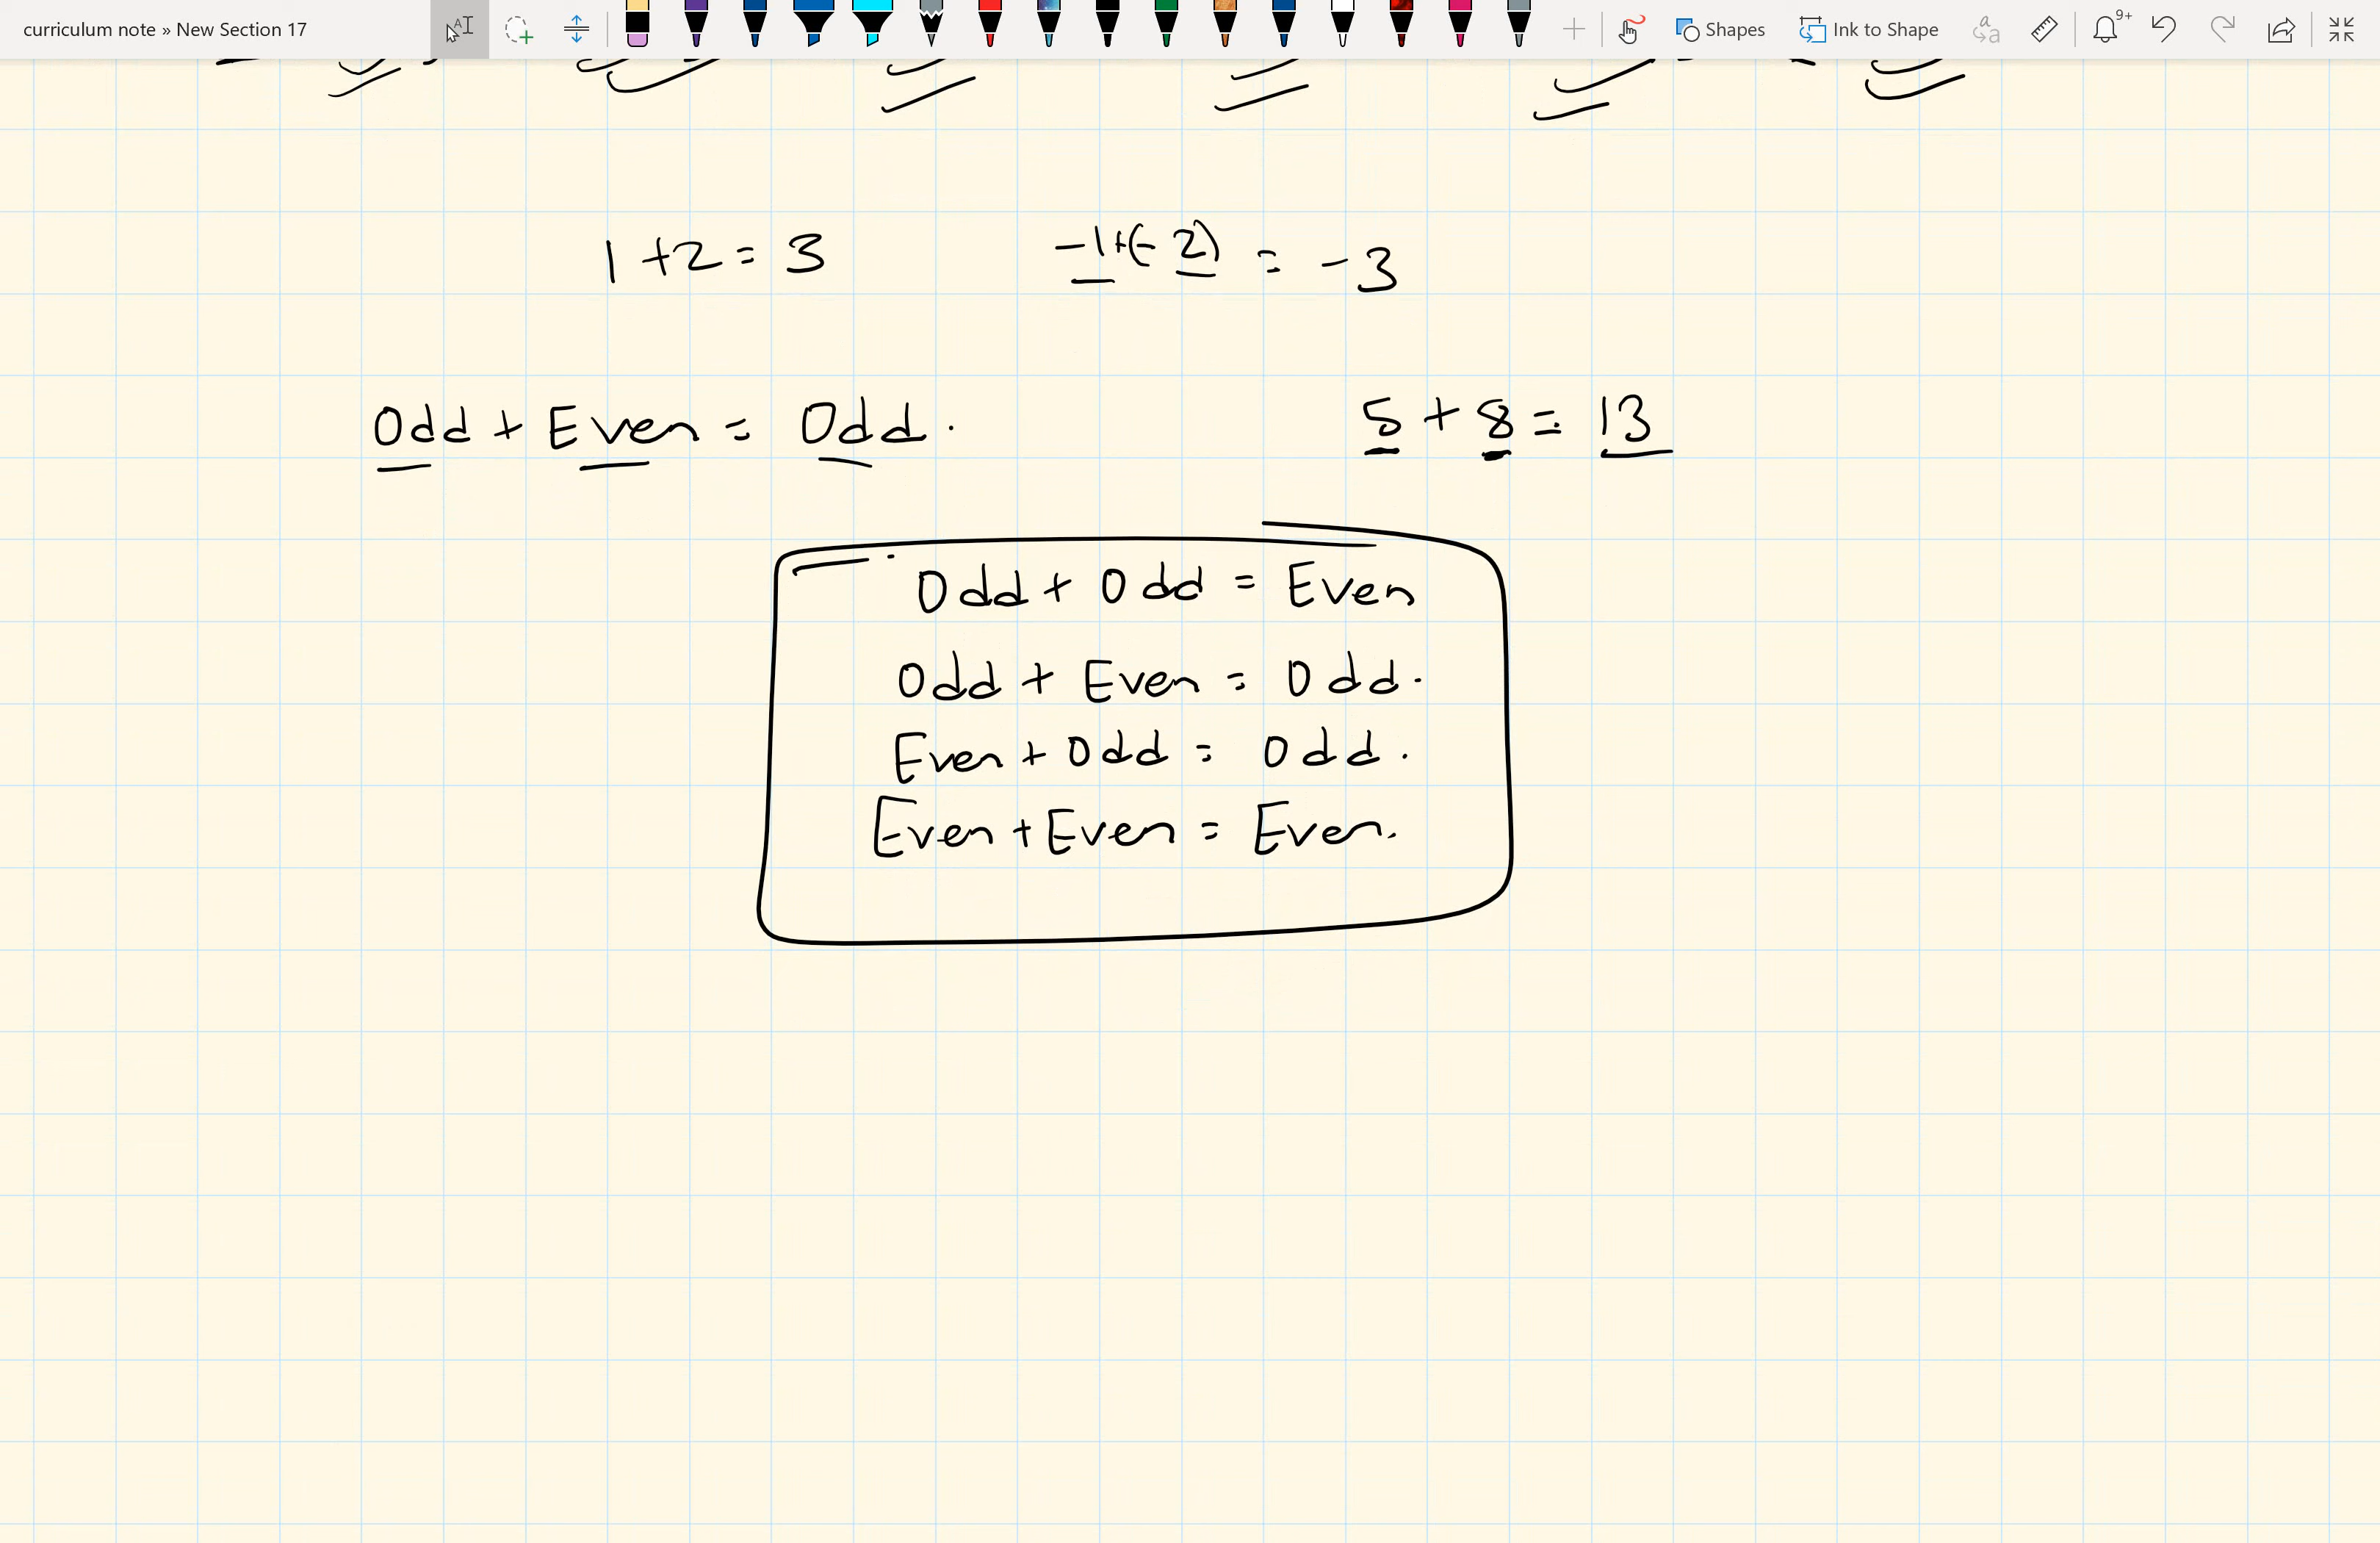 curriculum note » New Section 17
Shapes
Ink to Shape
9+
1+2=3
-1+(-2) = -3
Odd + Even = Odd.
5 + 8 = 13
Odd + Odd = Even
Odd + Even = Odd.
Even + Odd = Odd.
Even + Even = Even.